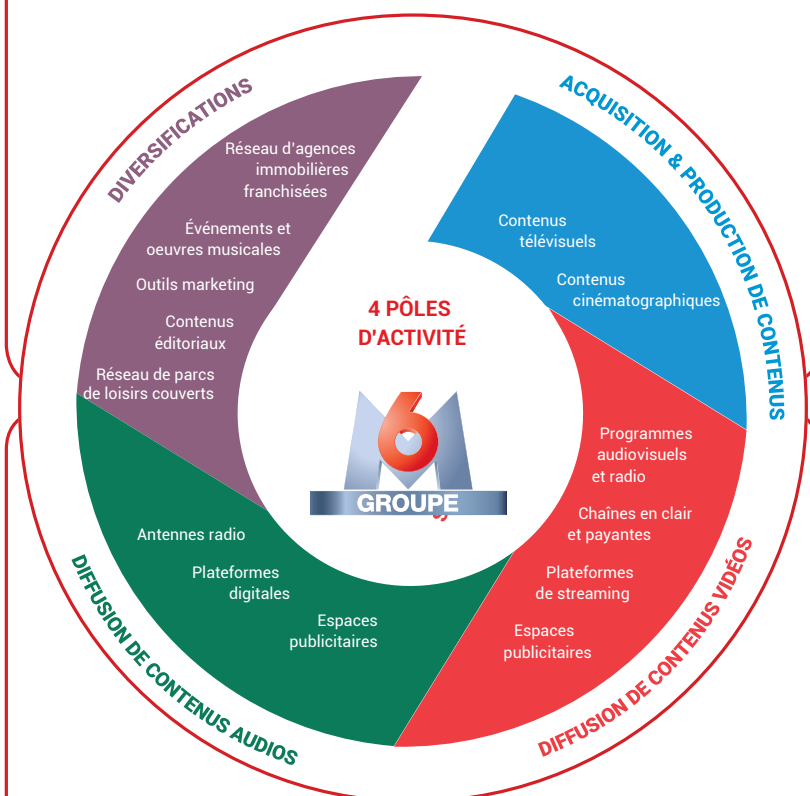 DIVERSIFICATIONS
Réseau d'agences
immobilières
franchisées
Événements et
oeuvres musicales
Outils marketing
Contenus
éditoriaux
Réseau de parcs
de loisirs couverts
ACQUISITION & PRODUCTION DE CONTENUS
Contenus
télévisuels
Contenus
cinématographiques
4 PÔLES
D'ACTIVITÉ
M6
GROUPE
Programmes
audiovisuels
et radio
Chaînes en clair
et payantes
Plateformes
de streaming
Espaces
publicitaires
DIFFUSION DE CONTENUS VIDÉOS
Antennes radio
Plateformes
digitales
Espaces
publicitaires
DIFFUSION DE CONTENUS AUDIOS